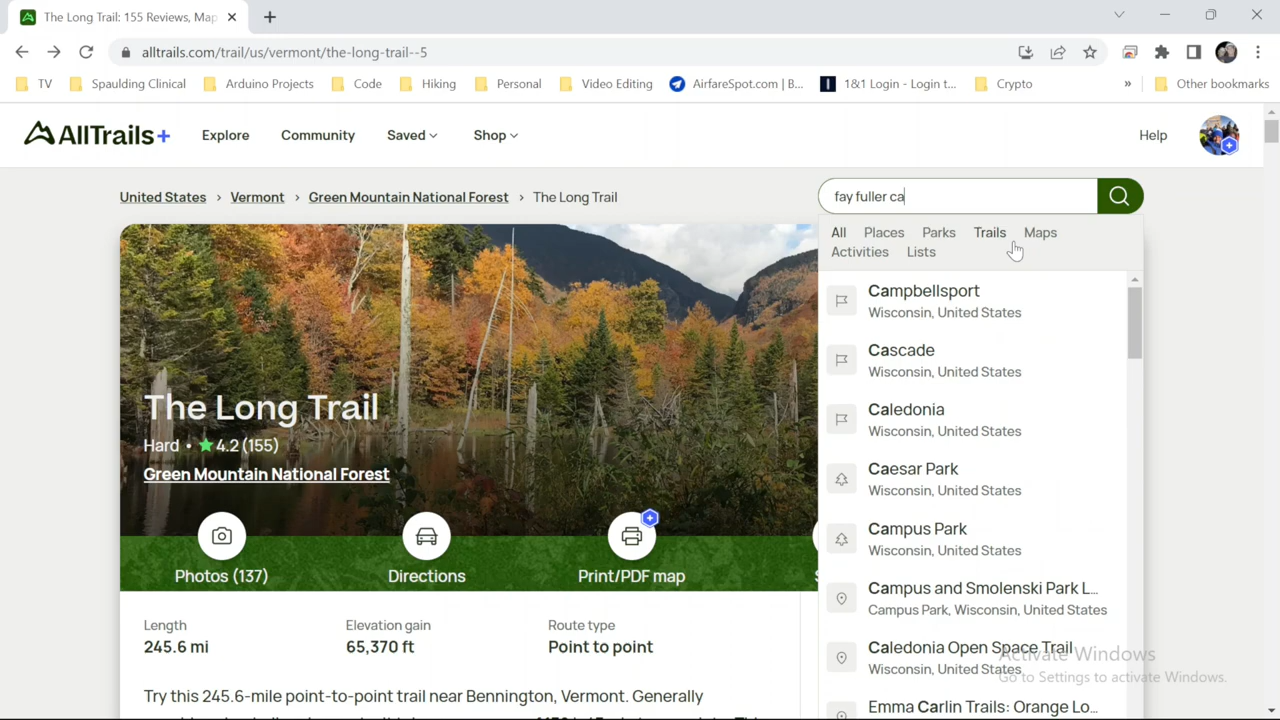 The Long Trail: 155 Reviews, Map
alltrails.com/trail/us/vermont/the-long-trail--5
TV Spaulding Clinical Arduino Projects Code Hiking Personal Video Editing AirfareSpot.com | B... 1&1 Login - Login t... Crypto » Other bookmarks
AllTrails+ Explore Community Saved Shop Help
United States > Vermont > Green Mountain National Forest > The Long Trail
fay fuller ca
All Places Parks Trails Maps
Activities Lists
Campbellsport
Wisconsin, United States
Cascade
Wisconsin, United States
Caledonia
Wisconsin, United States
Caesar Park
Wisconsin, United States
Campus Park
Wisconsin, United States
Campus and Smolenski Park L...
Campus Park, Wisconsin, United States
Caledonia Open Space Trail
Wisconsin, United States
Emma Carlin Trails: Orange Lo...
The Long Trail
Hard • 4.2 (155)
Green Mountain National Forest
Photos (137) Directions Print/PDF map
Length Elevation gain Route type
245.6 mi 65,370 ft Point to point
Try this 245.6-mile point-to-point trail near Bennington, Vermont. Generally
Activate Windows
Go to Settings to activate Windows.